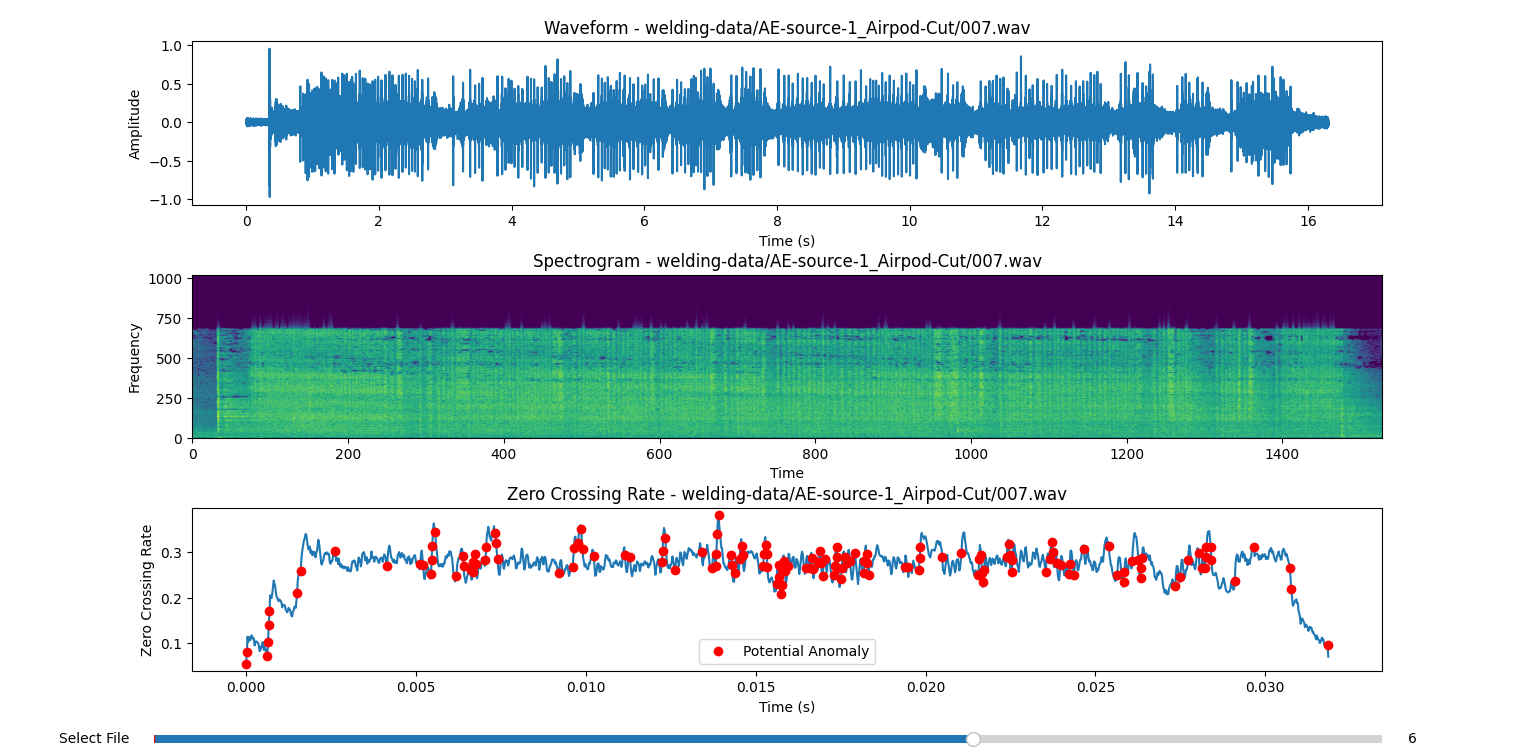 Waveform - welding-data/AE-source-1_Airpod-Cut/007.wav
1.0
0.5
0.0
−0.5
−1.0
Amplitude
0 2 4 6 8 10 12 14 16
Time (s)
Spectrogram - welding-data/AE-source-1_Airpod-Cut/007.wav
1000
750
500
250
0
Frequency
0 200 400 600 800 1000 1200 1400
Time
Zero Crossing Rate - welding-data/AE-source-1_Airpod-Cut/007.wav
0.3
0.2
0.1
Zero Crossing Rate
Potential Anomaly
0.000 0.005 0.010 0.015 0.020 0.025 0.030
Time (s)
Select File 6